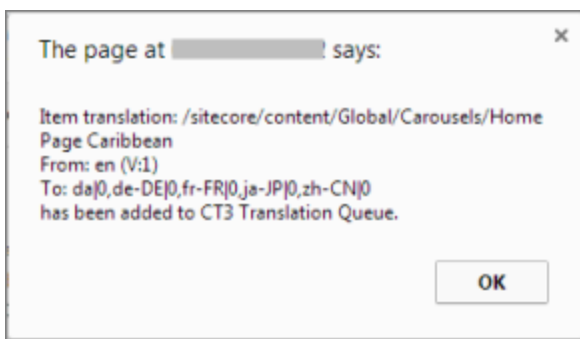 The page at says:
Item translation: /sitecore/content/Global/Carousels/Home
Page Caribbean
From: en (V:1)
To: da|0,de-DE|0,fr-FR|0,ja-JP|0,zh-CN|0
has been added to CT3 Translation Queue.
OK